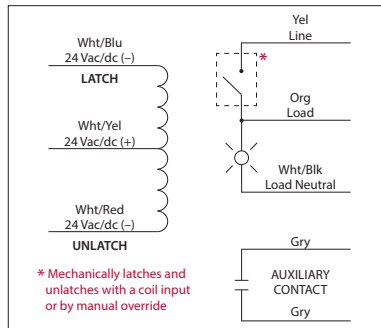 Wht/Blu
24 Vac/dc (–)
LATCH
Wht/Yel
24 Vac/dc (+)
Wht/Red
24 Vac/dc (–)
UNLATCH
* Mechanically latches and
unlatches with a coil input
or by manual override
Yel
Line
*
Org
Load
Wht/Blk
Load Neutral
Gry
AUXILIARY
CONTACT
Gry